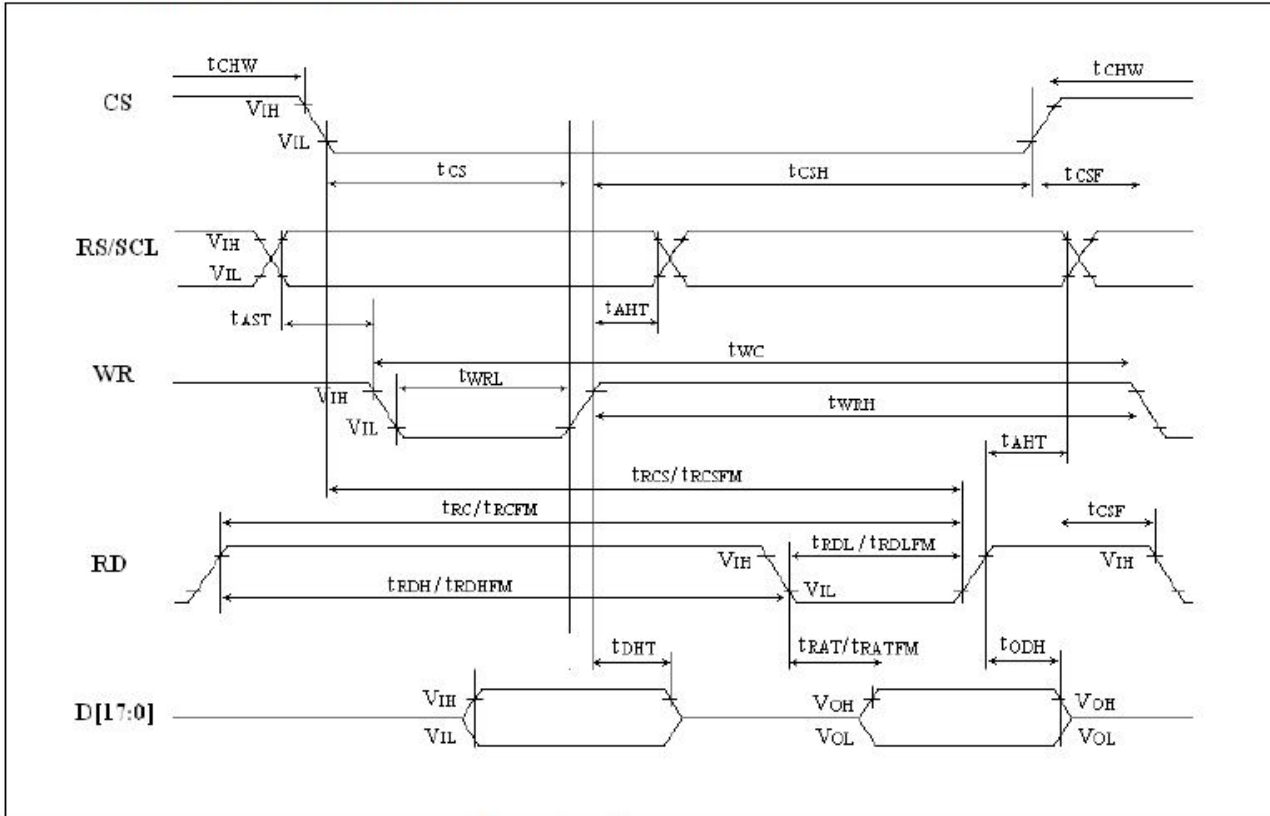 tCHW tCHW
CS
VIH
VIL
tCS tCSH tCSF
RS/SCL
VIH
VIL
tAST tAHT
tWC
WR
tWRL
VIH
tWRH
VIL
tAHT
tRCS/tRCSFM
tRC/tRCFM
tCSF
RD
VIH tRDL/tRDLFM VIH
tRDH/tRDHFM VIL
tDHT tRAT/tRATFM tODH
D[17:0]
VIH VOH VOH
VIL VOL VOL